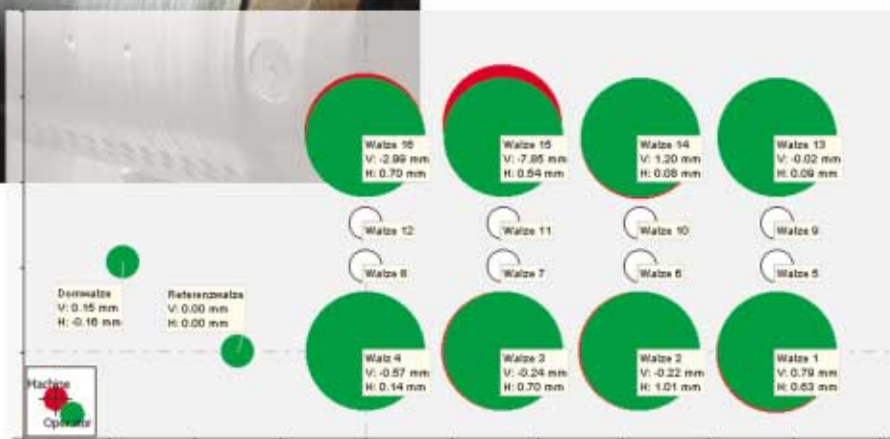 Walze 16
V: -2.99 mm
H: 0.70 mm
Walze 15
V: -7.85 mm
H: 0.54 mm
Walze 14
V: 1.20 mm
H: 0.08 mm
Walze 13
V: -0.02 mm
H: 0.09 mm
Walze 12
Walze 11
Walze 10
Walze 9
Walze 8
Walze 7
Walze 6
Walze 5
Dornwalze
V: 0.15 mm
H: -0.16 mm
Referenzwalze
V: 0.00 mm
H: 0.00 mm
Walz 4
V: -0.57 mm
H: 0.14 mm
Walze 3
V: -0.24 mm
H: 0.70 mm
Walze 2
V: -0.22 mm
H: 1.01 mm
Walze 1
V: 0.79 mm
H: 0.63 mm
Machine
Operator